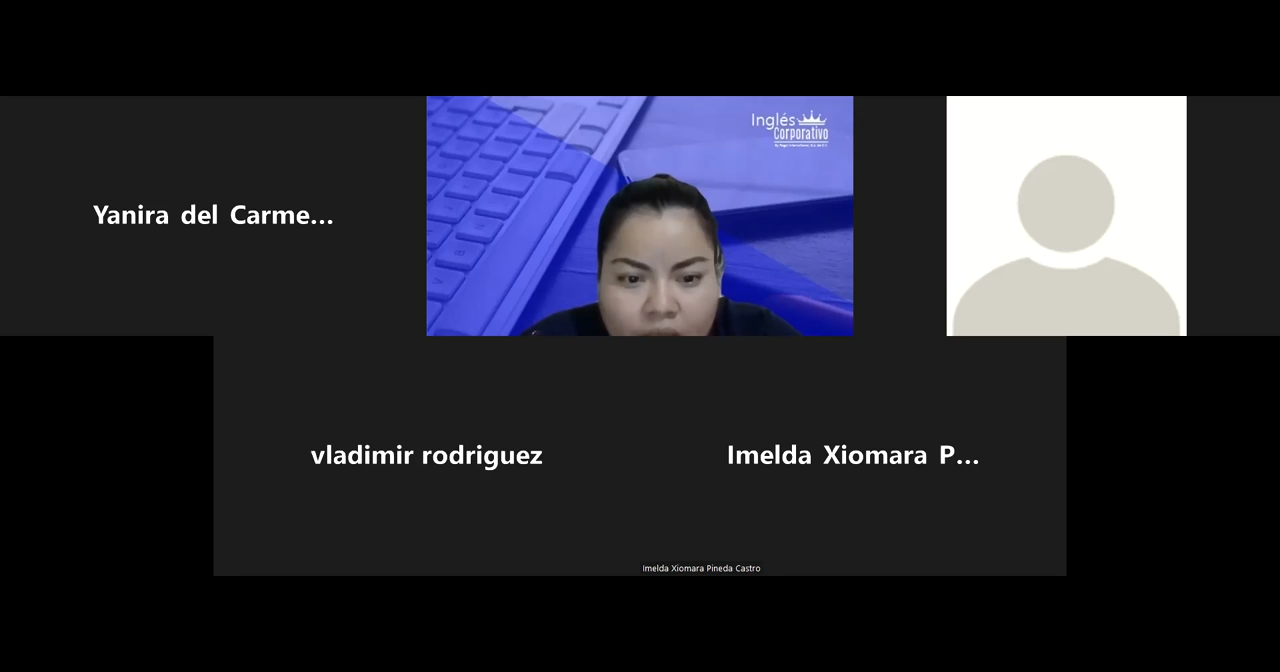 Inglés
Corporativo
Yanira del Carme...
vladimir rodriguez
Imelda Xiomara P...
Imelda Xiomara Pineda Castro